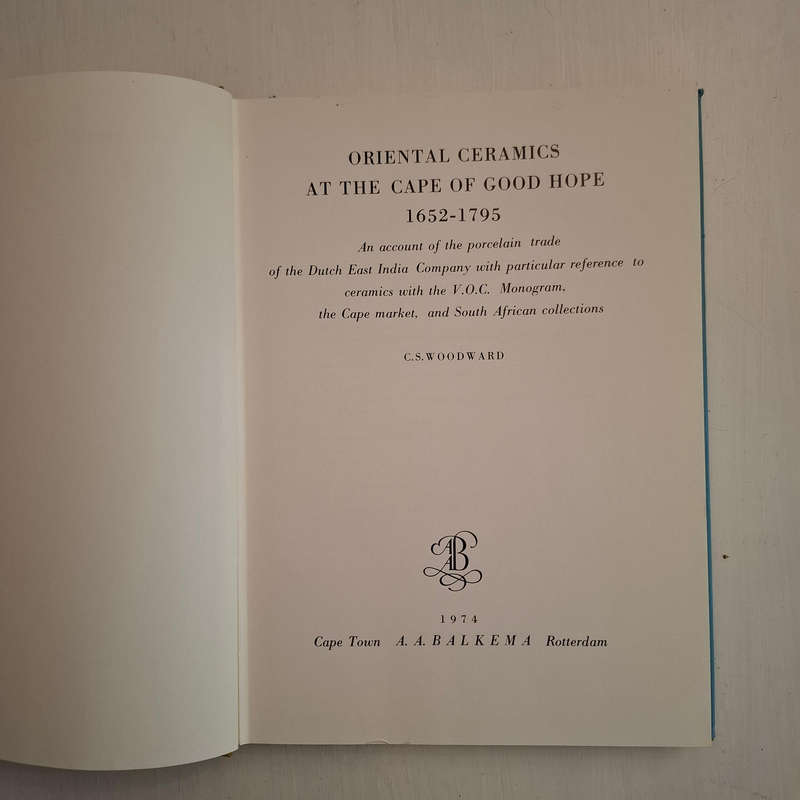 ORIENTAL CERAMICS
AT THE CAPE OF GOOD HOPE
1652-1795
An account of the porcelain trade
of the Dutch East India Company with particular reference to
ceramics with the V.O.C. Monogram,
the Cape market, and South African collections
C.S.WOODWARD
AAB
1974
Cape Town A. A. BALKEMA Rotterdam